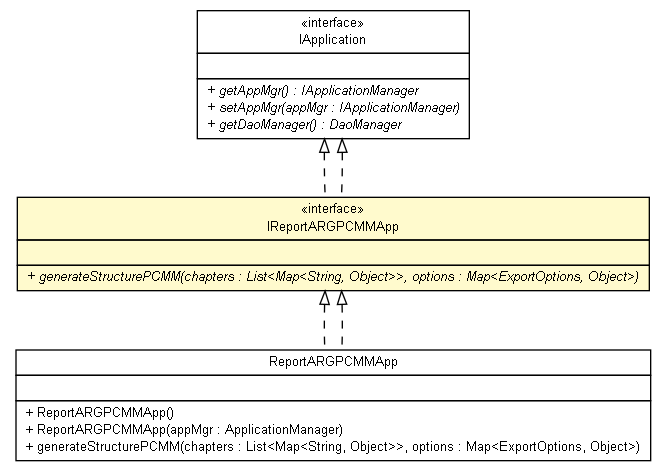 «interface»
IApplication
+ getAppMgr() : IApplicationManager
+ setAppMgr(appMgr : IApplicationManager)
+ getDaoManager() : DaoManager
«interface»
IReportARGPCMMApp
+ generateStructurePCMM(chapters : List<Map<String, Object>>, options : Map<ExportOptions, Object>)
ReportARGPCMMApp
+ ReportARGPCMMApp()
+ ReportARGPCMMApp(appMgr : ApplicationManager)
+ generateStructurePCMM(chapters : List<Map<String, Object>>, options : Map<ExportOptions, Object>)